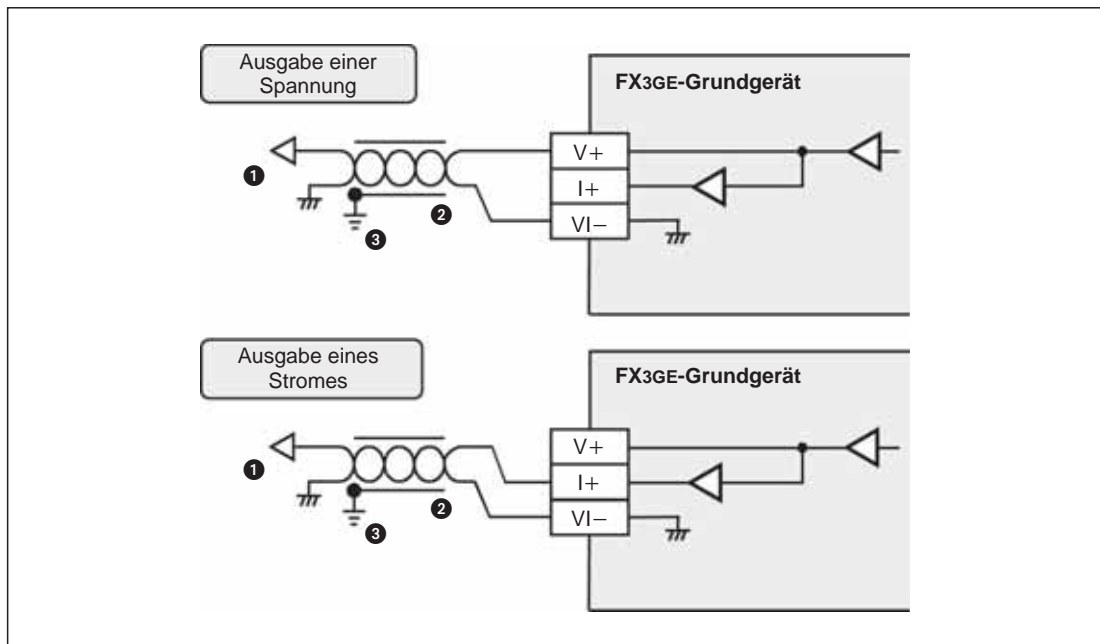 Ausgabe einer
Spannung
FX3GE-Grundgerät
V+
I+
VI−
❶
❷
❸
Ausgabe eines
Stromes
FX3GE-Grundgerät
V+
I+
VI−
❶
❷
❸